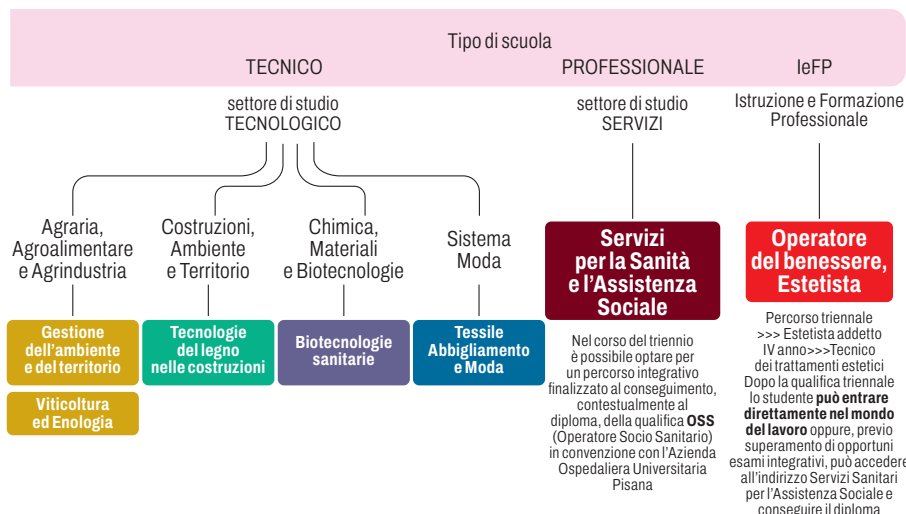 Tipo di scuola
TECNICO
PROFESSIONALE
IeFP
settore di studio
TECNOLOGICO
settore di studio
SERVIZI
Istruzione e Formazione
Professionale
Agraria,
Agroalimentare
e Agrindustria
Costruzioni,
Ambiente
e Territorio
Chimica,
Materiali
e Biotecnologie
Sistema
Moda
Gestione
dell'ambiente
e del territorio
Viticoltura
ed Enologia
Tecnologie
del legno
nelle costruzioni
Biotecnologie
sanitarie
Tessile
Abbigliamento
e Moda
Servizi
per la Sanità
e l'Assistenza
Sociale
Nel corso del triennio
è possibile optare per
un percorso integrativo
finalizzato al conseguimento,
contestualmente al
diploma, della qualifica OSS
(Operatore Socio Sanitario)
in convenzione con l'Azienda
Ospedaliera Universitaria
Pisana
Operatore
del benessere,
Estetista
Percorso triennale
>>> Estetista addetto
IV anno>>>Tecnico
dei trattamenti estetici
Dopo la qualifica triennale
lo studente può entrare
direttamente nel mondo
del lavoro oppure, previo
superamento di opportuni
esami integrativi, può accedere
all'indirizzo Servizi Sanitari
per l'Assistenza Sociale e
conseguire il diploma